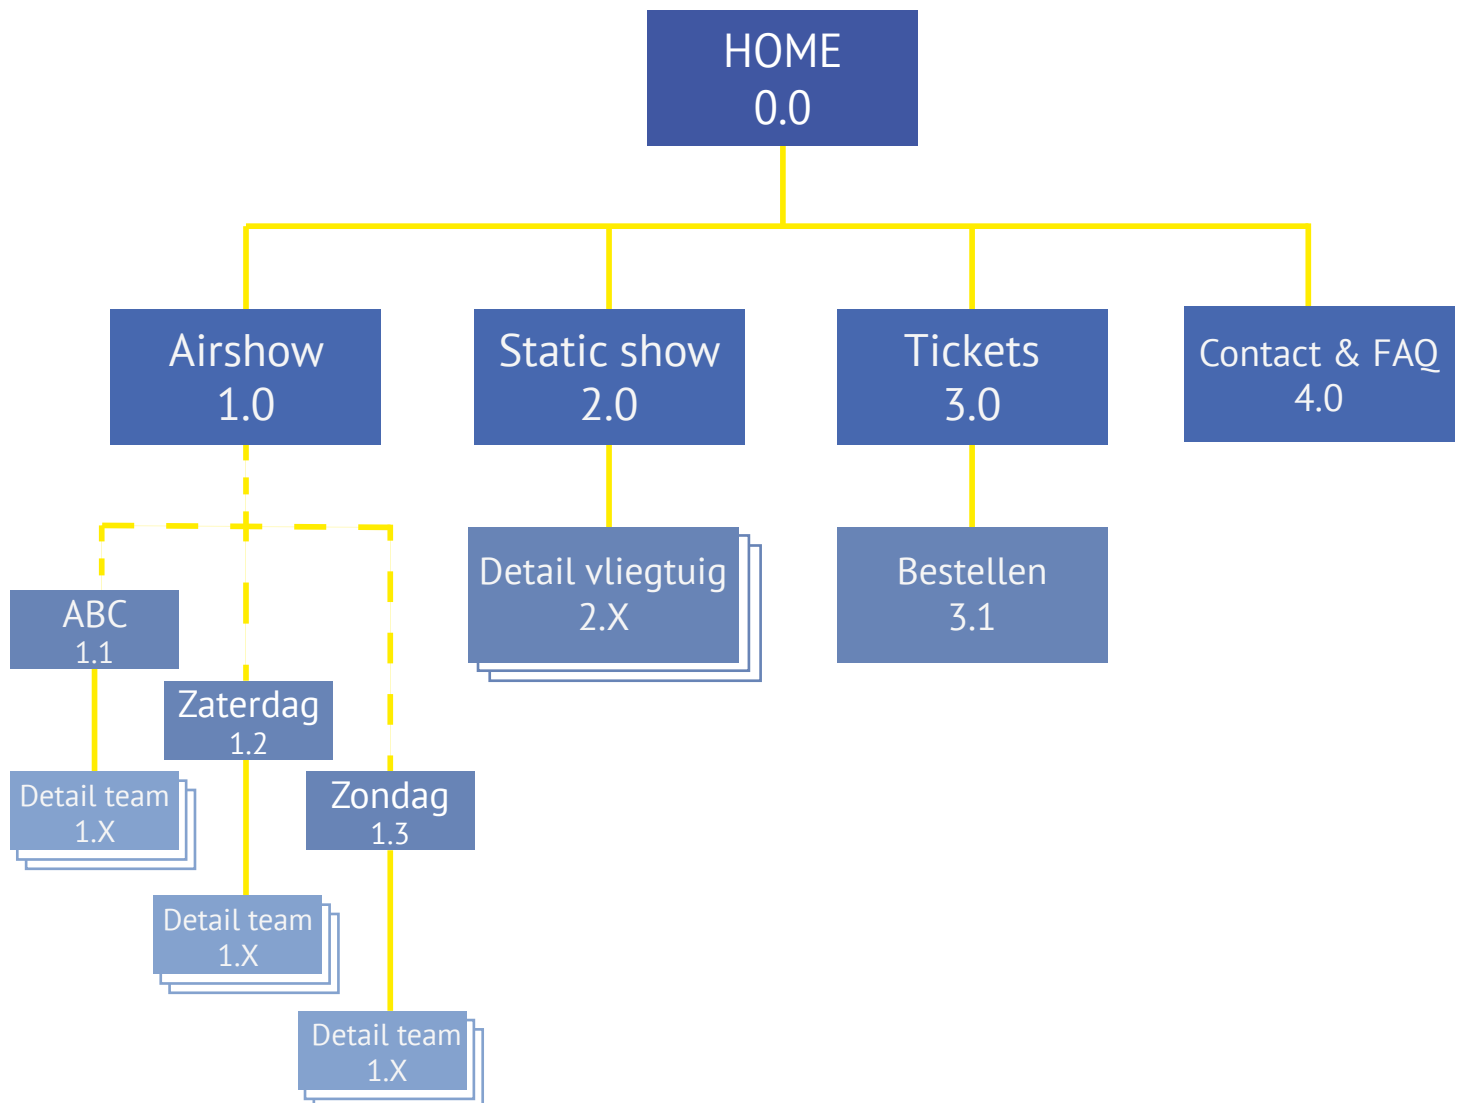 HOME
0.0
Airshow
1.0
Static show
2.0
Tickets
3.0
Contact & FAQ
4.0
ABC
1.1
Zaterdag
1.2
Zondag
1.3
Detail team
1.X
Detail team
1.X
Detail team
1.X
Detail vliegtuig
2.X
Bestellen
3.1